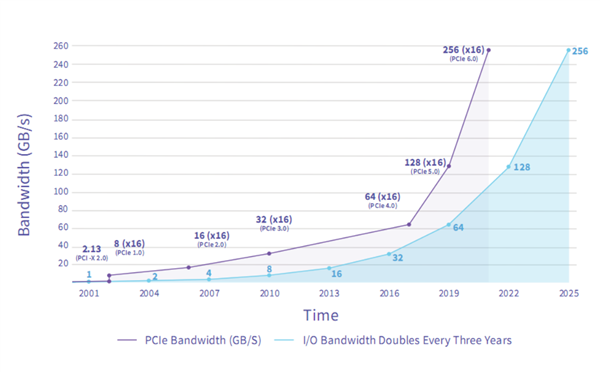 260
240
220
200
180
160
140
120
100
80
60
40
20
Bandwidth (GB/s)
256 (x16)
(PCIe 6.0)
256
128 (x16)
(PCIe 5.0)
128
64 (x16)
(PCIe 4.0)
64
32 (x16)
(PCIe 3.0)
32
16 (x16)
(PCIe 2.0)
16
2.13
(PCI -X 2.0)
8 (x16)
(PCIe 1.0)
1
2
4
8
2001
2004
2007
2010
2013
2016
2019
2022
2025
Time
PCIe Bandwidth (GB/S)
I/O Bandwidth Doubles Every Three Years